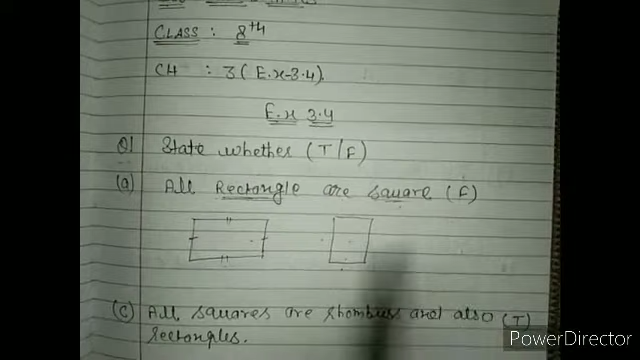 CLASS : 8th
CH : 3 ( E.x-3.4).
E.x 3.4
Q1 State whether (T/F)
(a) All Rectangle are square (F)
(c) All squares are rhombuss and also (T)
rectangles.
PowerDirector